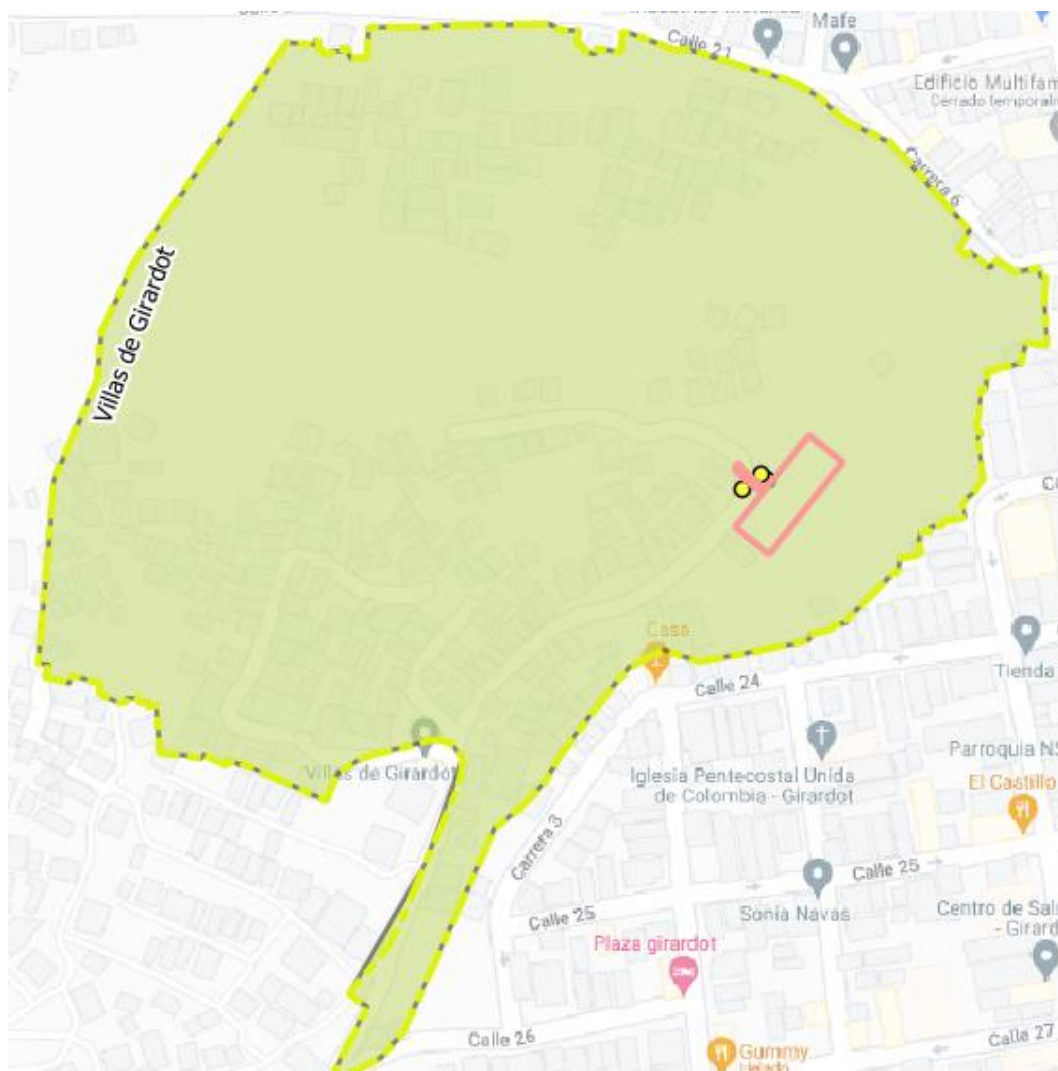 Mafe
Calle 21
Edificio Multifam
Cerrado temporalm
Carrera 6
Villas de Girardot
Casa
Calle 24
Tienda
Villas de Girardot
Iglesia Pentecostal Unida
de Colombia - Girardot
Parroquia NS
El Castillo
Carrera 3
Calle 25
Calle 25
Sonia Navas
Centro de Sal
- Girard
Plaza girardot
Calle 26
Calle 27
Gummy
Helado